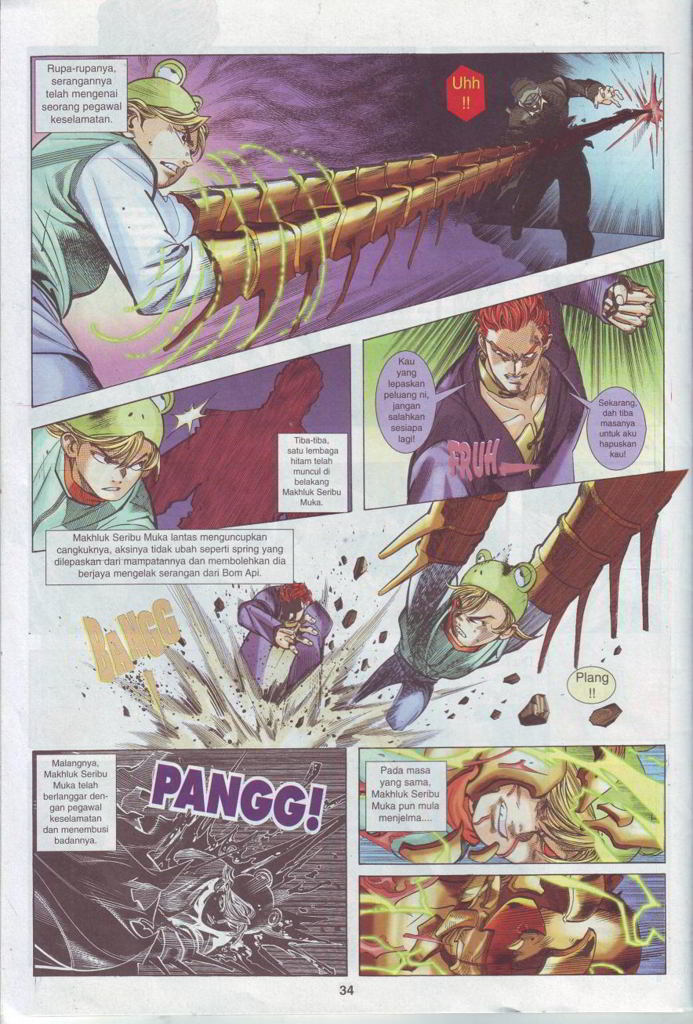 Rupa-rupanya,
serangannya
telah mengenai
seorang pegawai
keselamatan.
Uhh
!!
Kau
yang
lepaskan
peluang ni,
jangan
salahkan
sesiapa
lagi!
Sekarang,
dah tiba
masanya
untuk aku
hapuskan
kau!
FRUH
Tiba-tiba,
satu lembaga
hitam telah
muncul di
belakang
Makhluk Seribu
Muka.
Makhluk Seribu Muka lantas menguncupkan
cangkuknya, aksinya tidak ubah seperti spring yang
dilepaskan dari mampatannya dan membolehkan dia
berjaya mengelak serangan dari Bom Api.
BANGG
!
Plang
!!
Malangnya,
Makhluk Seribu
Muka telah
berlanggar den-
gan pegawai
keselamatan
dan menembusi
badannya.
PANGG!
Pada masa
yang sama,
Makhluk Seribu
Muka pun mula
menjelma....
34